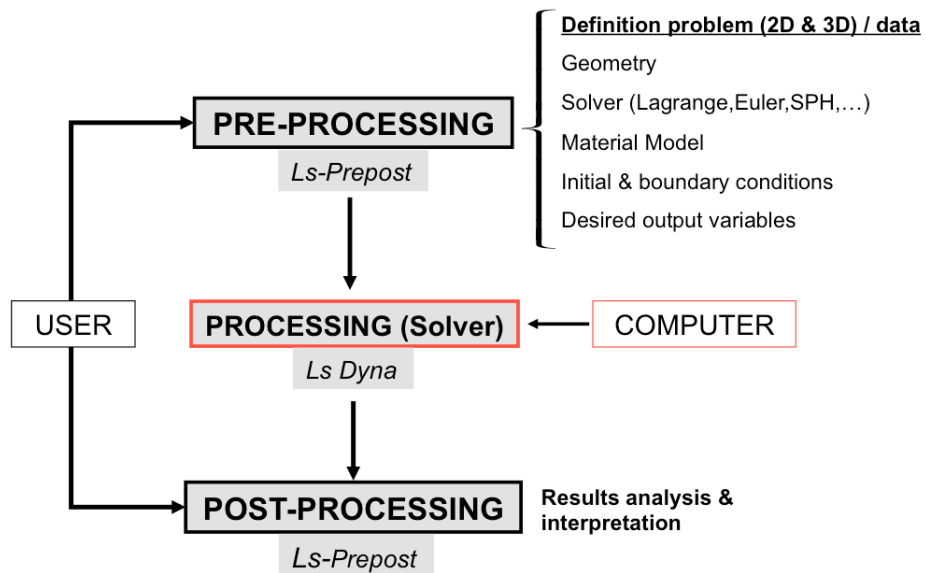 Definition problem (2D & 3D) / data
Geometry
Solver (Lagrange,Euler,SPH,…)
Material Model
Initial & boundary conditions
Desired output variables
PRE-PROCESSING
Ls-Prepost
USER
PROCESSING (Solver)
Ls Dyna
COMPUTER
POST-PROCESSING
Ls-Prepost
Results analysis &
interpretation